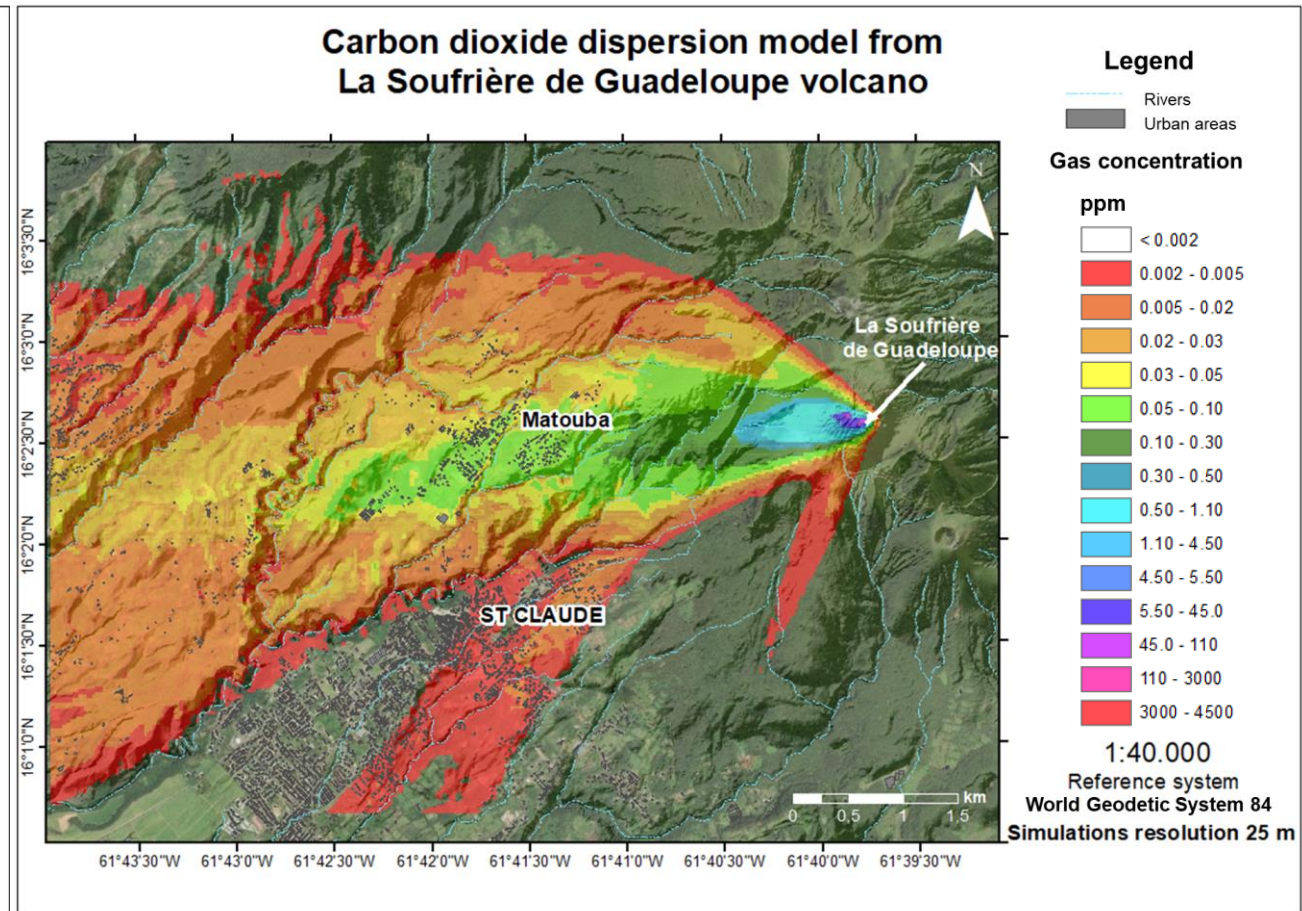 Carbon dioxide dispersion model from
La Soufrière de Guadeloupe volcano
Legend
Rivers
Urban areas
Gas concentration
ppm
< 0.002
0.002 - 0.005
0.005 - 0.02
0.02 - 0.03
0.03 - 0.05
0.05 - 0.10
0.10 - 0.30
0.30 - 0.50
0.50 - 1.10
1.10 - 4.50
4.50 - 5.50
5.50 - 45.0
45.0 - 110
110 - 3000
3000 - 4500
1:40.000
Reference system
World Geodetic System 84
Simulations resolution 25 m
N
La Soufrière
de Guadeloupe
Matouba
ST CLAUDE
km
0 0,5 1 1,5
16°3'30"N
16°3'0"N
16°2'30"N
16°2'0"N
16°1'30"N
16°1'0"N
61°43'30"W 61°43'0"W 61°42'30"W 61°42'0"W 61°41'30"W 61°41'0"W 61°40'30"W 61°40'0"W 61°39'30"W